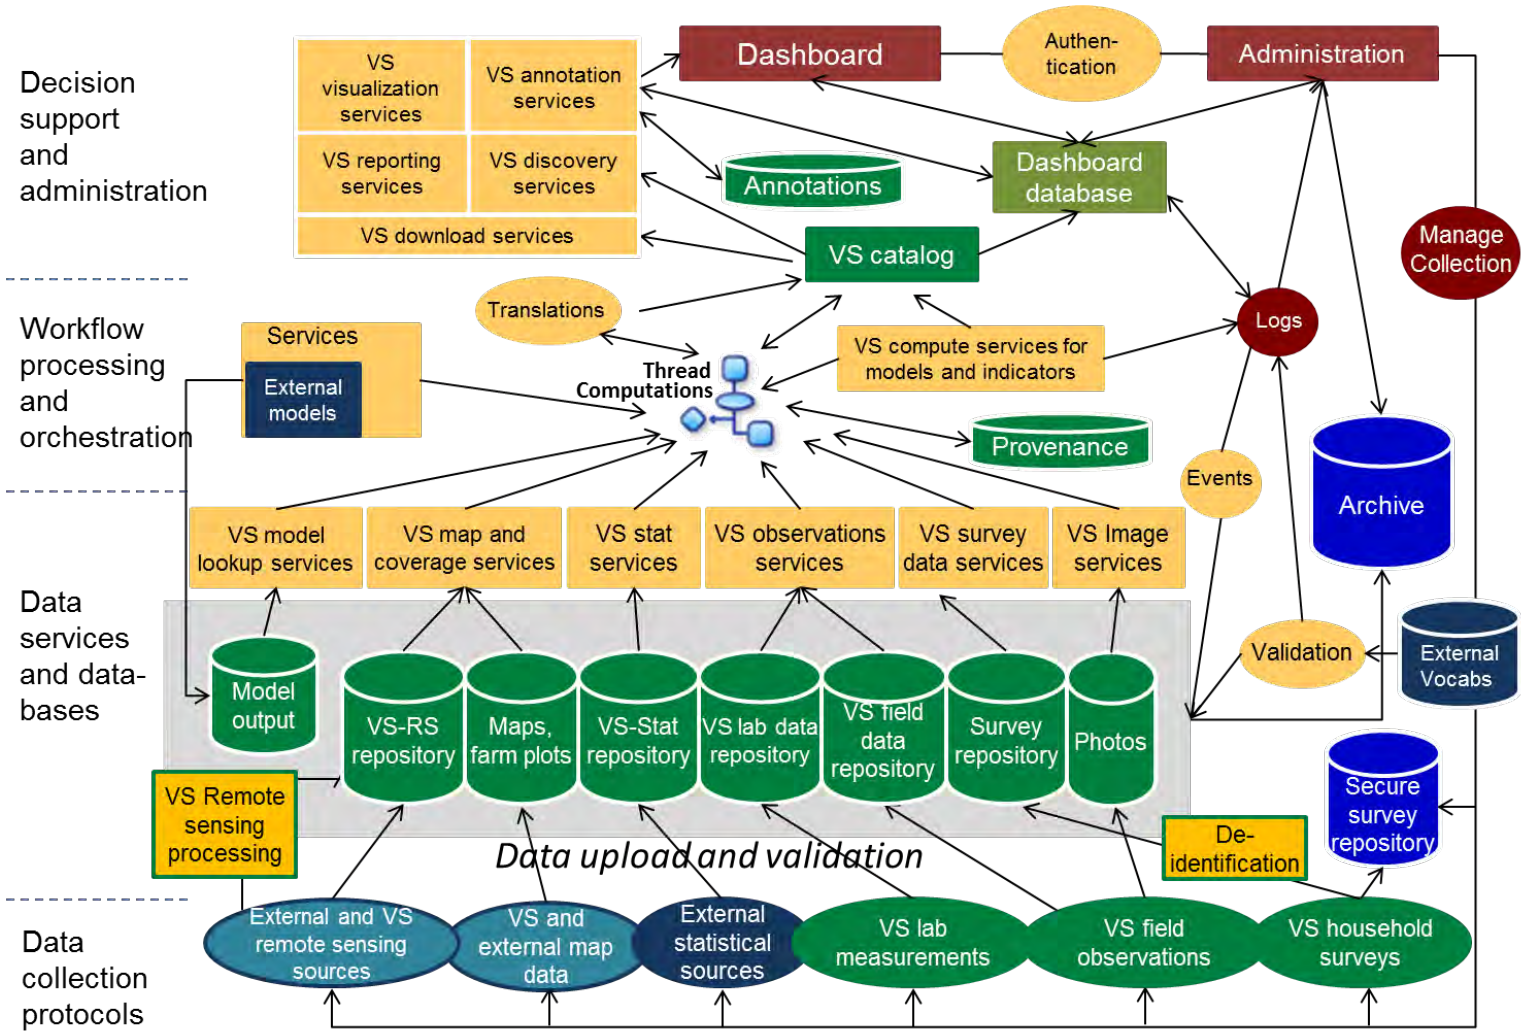 Decision
support
and
administration
VS
visualization
services
VS annotation
services
VS reporting
services
VS discovery
services
VS download services
Dashboard
Authen-
tication
Administration
Annotations
Dashboard
database
VS catalog
Manage
Collection
Workflow
processing
and
orchestration
Services
External
models
Translations
Thread
Computations
VS compute services for
models and indicators
Logs
Provenance
Events
Archive
Data
services
and data-
bases
VS model
lookup services
VS map and
coverage services
VS stat
services
VS observations
services
VS survey
data services
VS Image
services
Model
output
VS-RS
repository
Maps,
farm plots
VS-Stat
repository
VS lab data
repository
VS field
data
repository
Survey
repository
Photos
Validation
External
Vocabs
Secure
survey
repository
VS Remote
sensing
processing
De-
identification
Data upload and validation
Data
collection
protocols
External and VS
remote sensing
sources
VS and
external map
data
External
statistical
sources
VS lab
measurements
VS field
observations
VS household
surveys